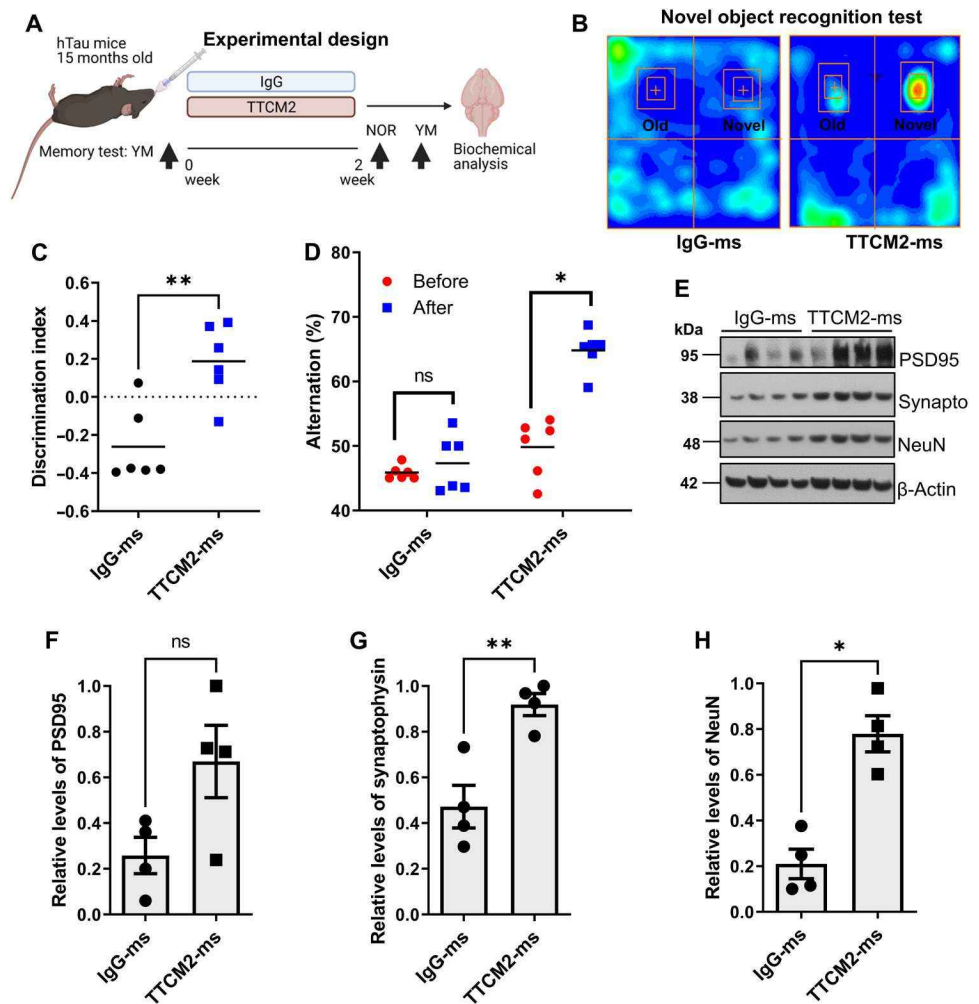 A
Experimental design
hTau mice
15 months old
IgG
TTCM2
Memory test: YM
0
week
2
week
NOR
YM
Biochemical
analysis
B
Novel object recognition test
Old
Novel
Old
Novel
IgG-ms
TTCM2-ms
C
Discrimination index
0.6
0.4
0.2
0.0
−0.2
−0.4
−0.6
**
IgG-ms
TTCM2-ms
D
Alternation (%)
80
70
60
50
40
Before
After
ns
*
IgG-ms
TTCM2-ms
E
kDa
IgG-ms
TTCM2-ms
95
PSD95
38
Synapto
48
NeuN
42
β-Actin
F
Relative levels of PSD95
1.0
0.8
0.6
0.4
0.2
0.0
ns
IgG-ms
TTCM2-ms
G
Relative levels of synaptophysin
1.0
0.8
0.6
0.4
0.2
0.0
**
IgG-ms
TTCM2-ms
H
Relative levels of NeuN
1.0
0.8
0.6
0.4
0.2
0.0
*
IgG-ms
TTCM2-ms